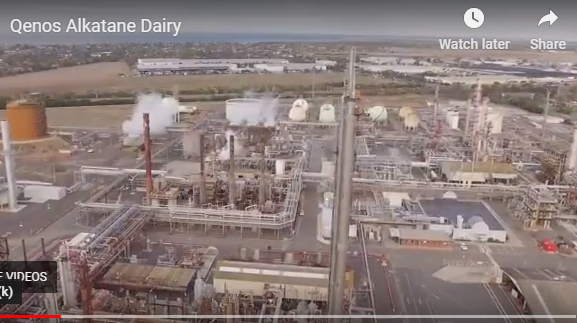 Qenos Alkatane Dairy
Watch later
Share
E VIDEOS
(k)